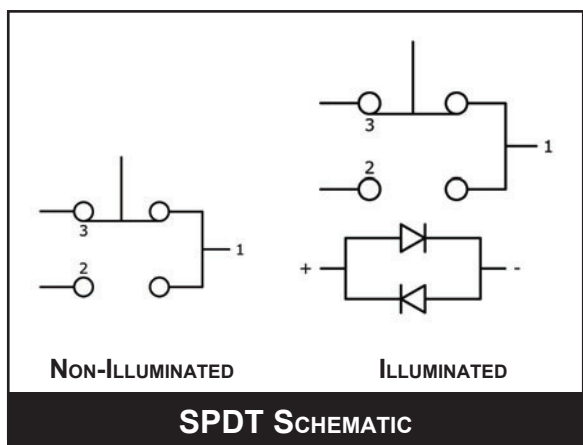 3
1
2
Non-Illuminated
3
1
2
+ -
Illuminated
SPDT Schematic